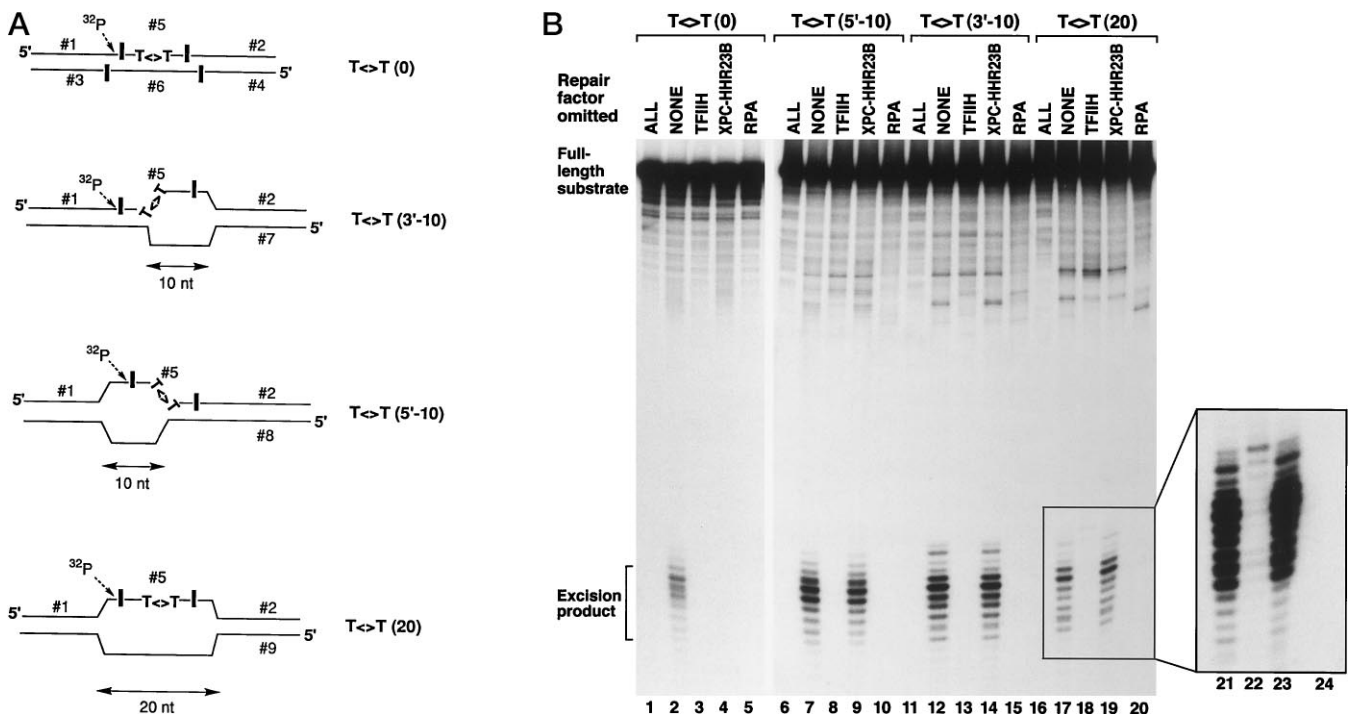 A
32P
#5
5'
#1
T<>T
#2
#3
#6
#4
5'
T<>T (0)
32P
#5
5'
#1
T
<>
T
#2
5'
#7
T<>T (3'-10)
10 nt
32P
#5
5'
#1
T
<>
T
#2
5'
#8
T<>T (5'-10)
10 nt
32P
#5
5'
#1
T<>T
#2
5'
#9
T<>T (20)
20 nt
B
T<>T (0)
T<>T (5'-10)
T<>T (3'-10)
T<>T (20)
Repair
factor
omitted
ALL
NONE
TFIIH
XPC-HHR23B
RPA
ALL
NONE
TFIIH
XPC-HHR23B
RPA
ALL
NONE
TFIIH
XPC-HHR23B
RPA
ALL
NONE
TFIIH
XPC-HHR23B
RPA
Full-
length
substrate
Excision
product
1 2 3 4 5 6 7 8 9 10 11 12 13 14 15 16 17 18 19 20
21 22 23 24